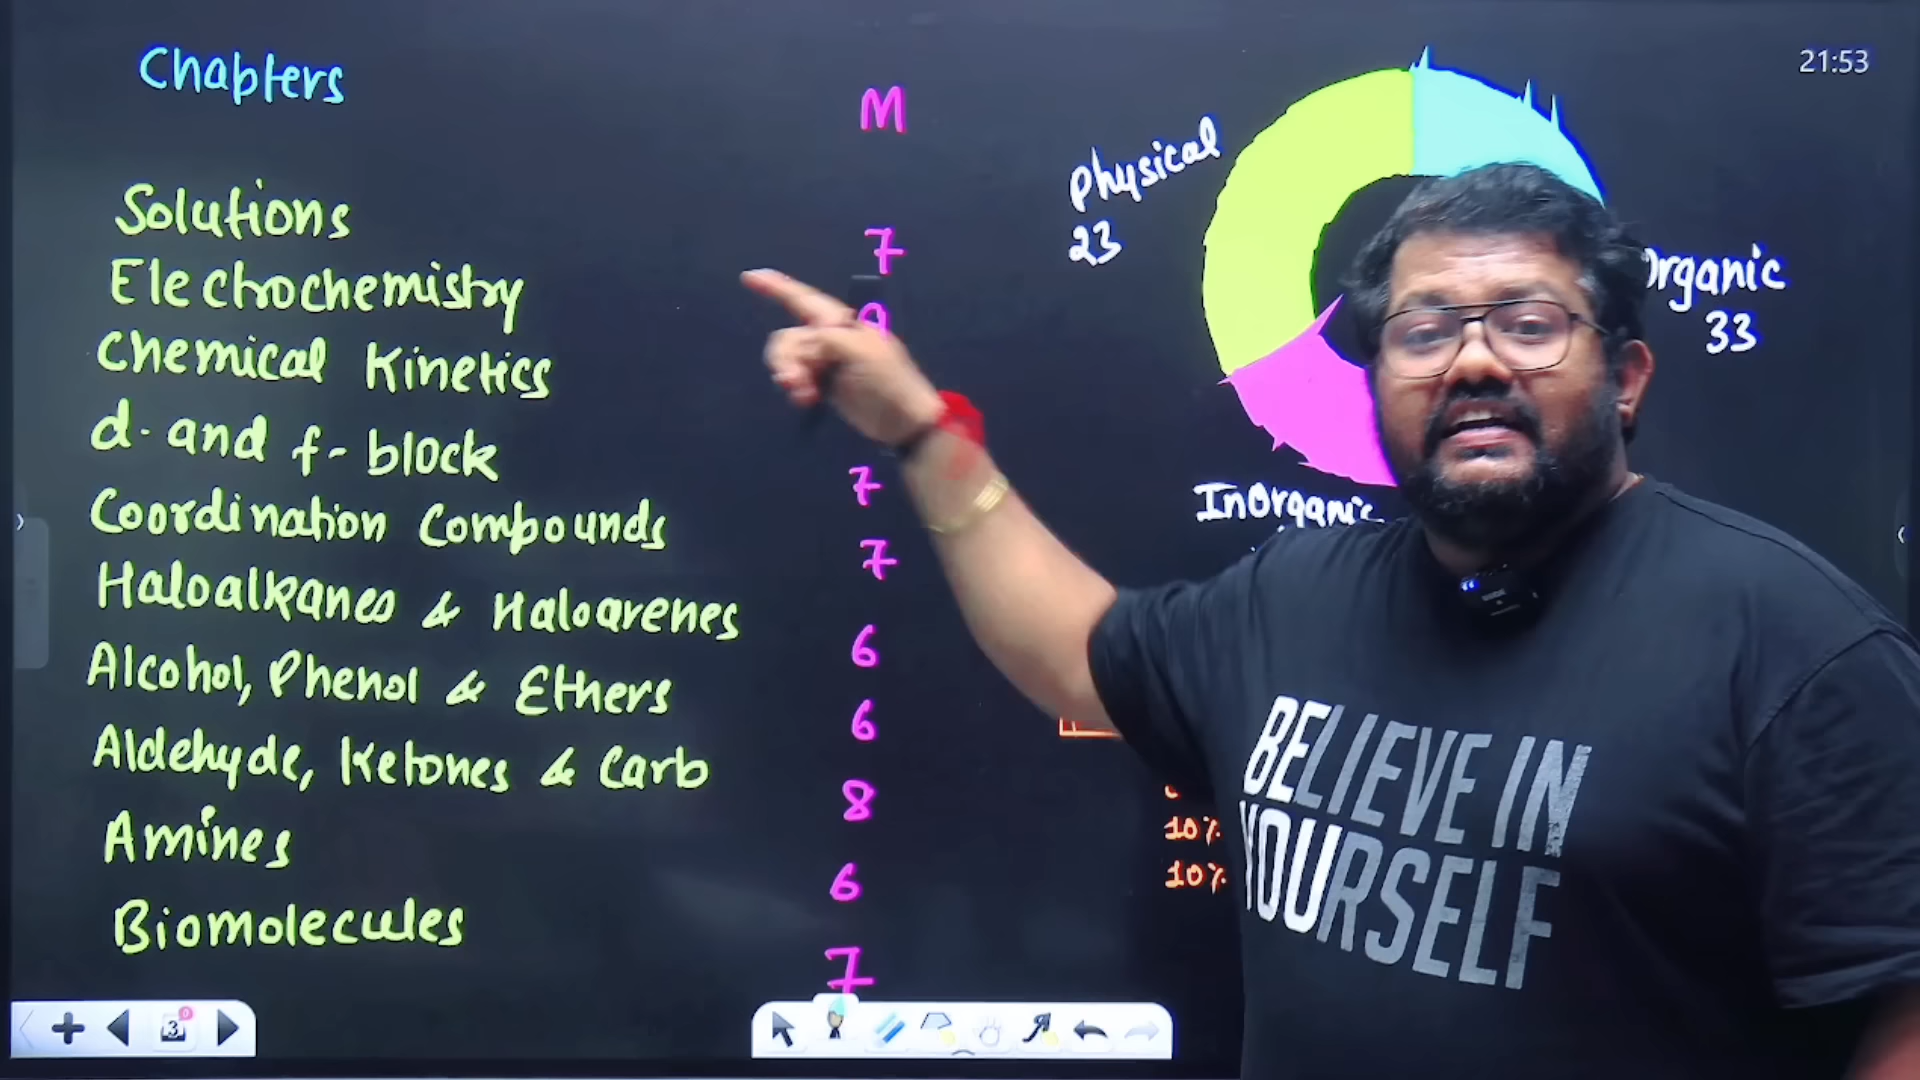 Chapters
M
21:53
Solutions
7
Electrochemistry
9
Chemical Kinetics
d- and f- block
7
Coordination Compounds
7
Haloalkanes & Haloarenes
6
Alcohol, Phenol & Ethers
6
Aldehyde, Ketones & Carb
8
Amines
6
Biomolecules
7
Physical
23
Organic
33
Inorganic
10%
10%
BELIEVE IN
YOURSELF
3